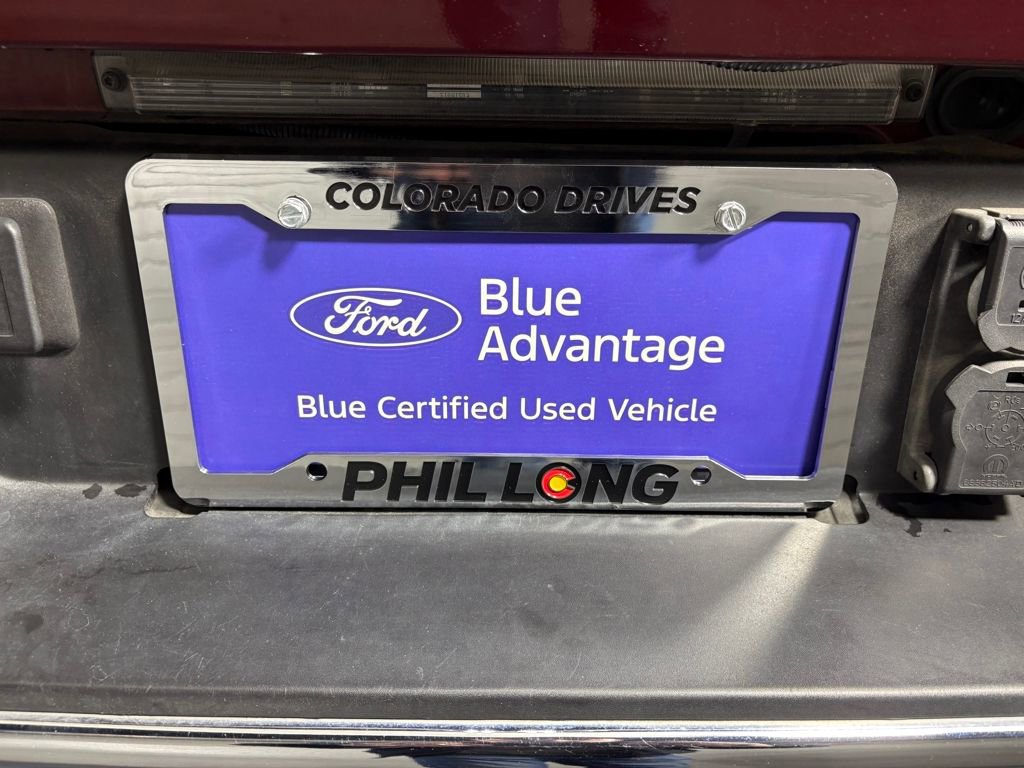 COLORADO DRIVES
Ford
Blue
Advantage
Blue Certified Used Vehicle
PHIL LONG